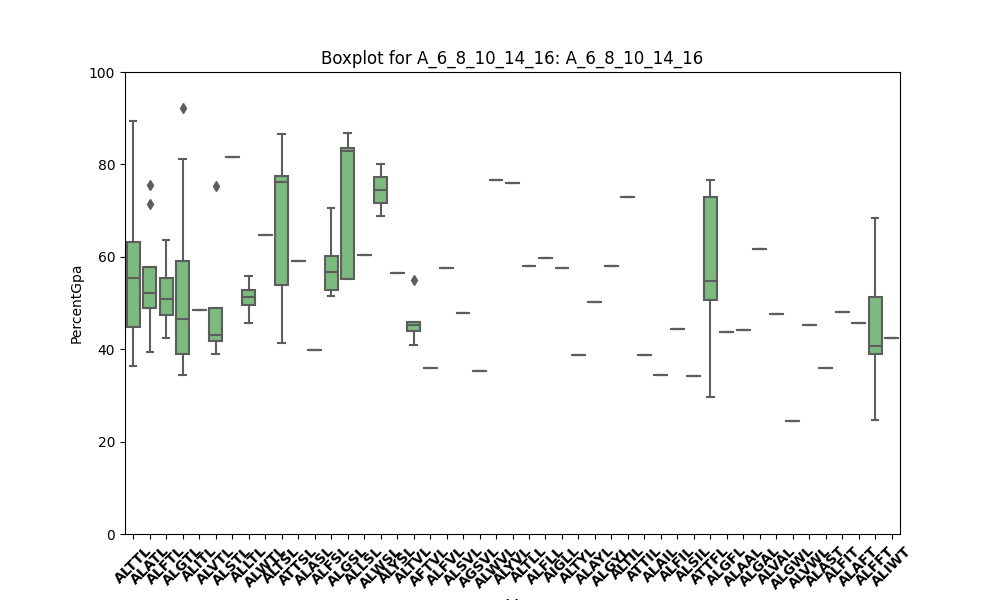 Boxplot for A_6_8_10_14_16: A_6_8_10_14_16
100
80
60
40
20
0
PercentGpa
ALTTL
ALATL
ALFTL
ALGTL
ALITL
ALVTL
ALSTL
ALLTL
ALWTL
ALTSL
ATTSL
ALASL
ALFSL
ALGSL
ALLSL
ALWSL
ALYSL
ALTVL
AFTVL
ALFVL
ALSVL
AGSVL
ALWVL
ALYVL
ALTLL
ALFLL
ALGLL
ALTYL
ALAYL
ALGYL
ALTIL
ATTIL
ALAIL
ALFIL
ALSIL
ATTFL
ALGFL
ALAAL
ALGAL
ALVAL
ALGWL
ALVWL
ALAST
ALFIT
ALAFT
ALFFT
ALIWT